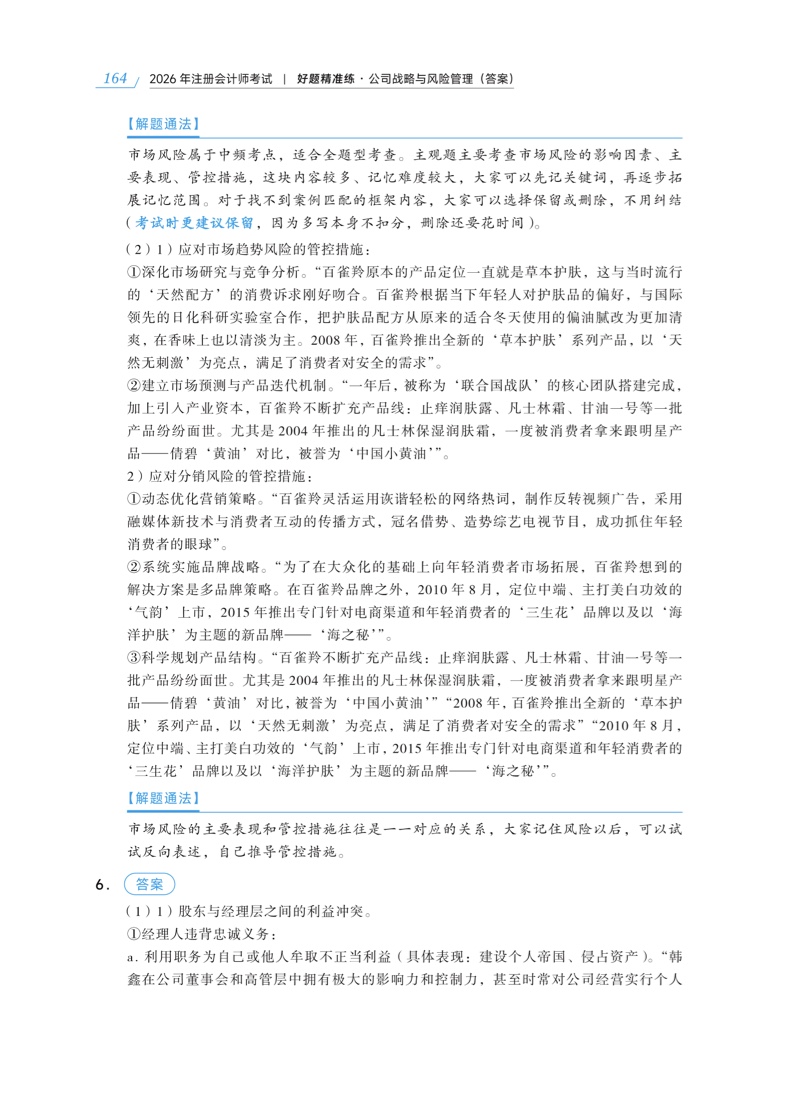 164 2026 年注册会计师考试 | 好题精准练·公司战略与风险管理（答案）
【解题通法】
市场风险属于中频考点，适合全题型考查。主观题主要考查市场风险的影响因素、主
要表现、管控措施，这块内容较多、记忆难度较大，大家可以先记关键词，再逐步拓
展记忆范围。对于找不到案例匹配的框架内容，大家可以选择保留或删除，不用纠结
（考试时更建议保留，因为多写本身不扣分，删除还要花时间）。
（2）1）应对市场趋势风险的管控措施：
①深化市场研究与竞争分析。“百雀羚原本的产品定位一直就是草本护肤，这与当时流行
的‘天然配方’的消费诉求刚好吻合。百雀羚根据当下年轻人对护肤品的偏好，与国际
领先的日化科研实验室合作，把护肤品配方从原来的适合冬天使用的偏油腻改为更加清
爽，在香味上也以清淡为主。2008 年，百雀羚推出全新的‘草本护肤’系列产品，以‘天
然无刺激’为亮点，满足了消费者对安全的需求”。
②建立市场预测与产品迭代机制。“一年后，被称为‘联合国战队’的核心团队搭建完成，
加上引入产业资本，百雀羚不断扩充产品线：止痒润肤露、凡士林霜、甘油一号等一批
产品纷纷面世。尤其是 2004 年推出的凡士林保湿润肤霜，一度被消费者拿来跟明星产
品——倩碧‘黄油’对比，被誉为‘中国小黄油’”。
2）应对分销风险的管控措施：
①动态优化营销策略。“百雀羚灵活运用诙谐轻松的网络热词，制作反转视频广告，采用
融媒体新技术与消费者互动的传播方式，冠名借势、造势综艺电视节目，成功抓住年轻
消费者的眼球”。
②系统实施品牌战略。“为了在大众化的基础上向年轻消费者市场拓展，百雀羚想到的
解决方案是多品牌策略。在百雀羚品牌之外，2010 年 8 月，定位中端、主打美白功效的
‘气韵’上市，2015 年推出专门针对电商渠道和年轻消费者的‘三生花’品牌以及以‘海
洋护肤’为主题的新品牌——‘海之秘’”。
③科学规划产品结构。“百雀羚不断扩充产品线：止痒润肤露、凡士林霜、甘油一号等一
批产品纷纷面世。尤其是 2004 年推出的凡士林保湿润肤霜，一度被消费者拿来跟明星产
品——倩碧‘黄油’对比，被誉为‘中国小黄油’”“2008 年，百雀羚推出全新的‘草本护
肤’系列产品，以‘天然无刺激’为亮点，满足了消费者对安全的需求”“2010 年 8 月，
定位中端、主打美白功效的‘气韵’上市，2015 年推出专门针对电商渠道和年轻消费者的
‘三生花’品牌以及以‘海洋护肤’为主题的新品牌——‘海之秘’”。
【解题通法】
市场风险的主要表现和管控措施往往是一一对应的关系，大家记住风险以后，可以试
试反向表述，自己推导管控措施。
6. 答案
（1）1）股东与经理层之间的利益冲突。
①经理人违背忠诚义务：
a. 利用职务为自己或他人牟取不正当利益（具体表现：建设个人帝国、侵占资产）。“韩
鑫在公司董事会和高管层中拥有极大的影响力和控制力，甚至时常对公司经营实行个人